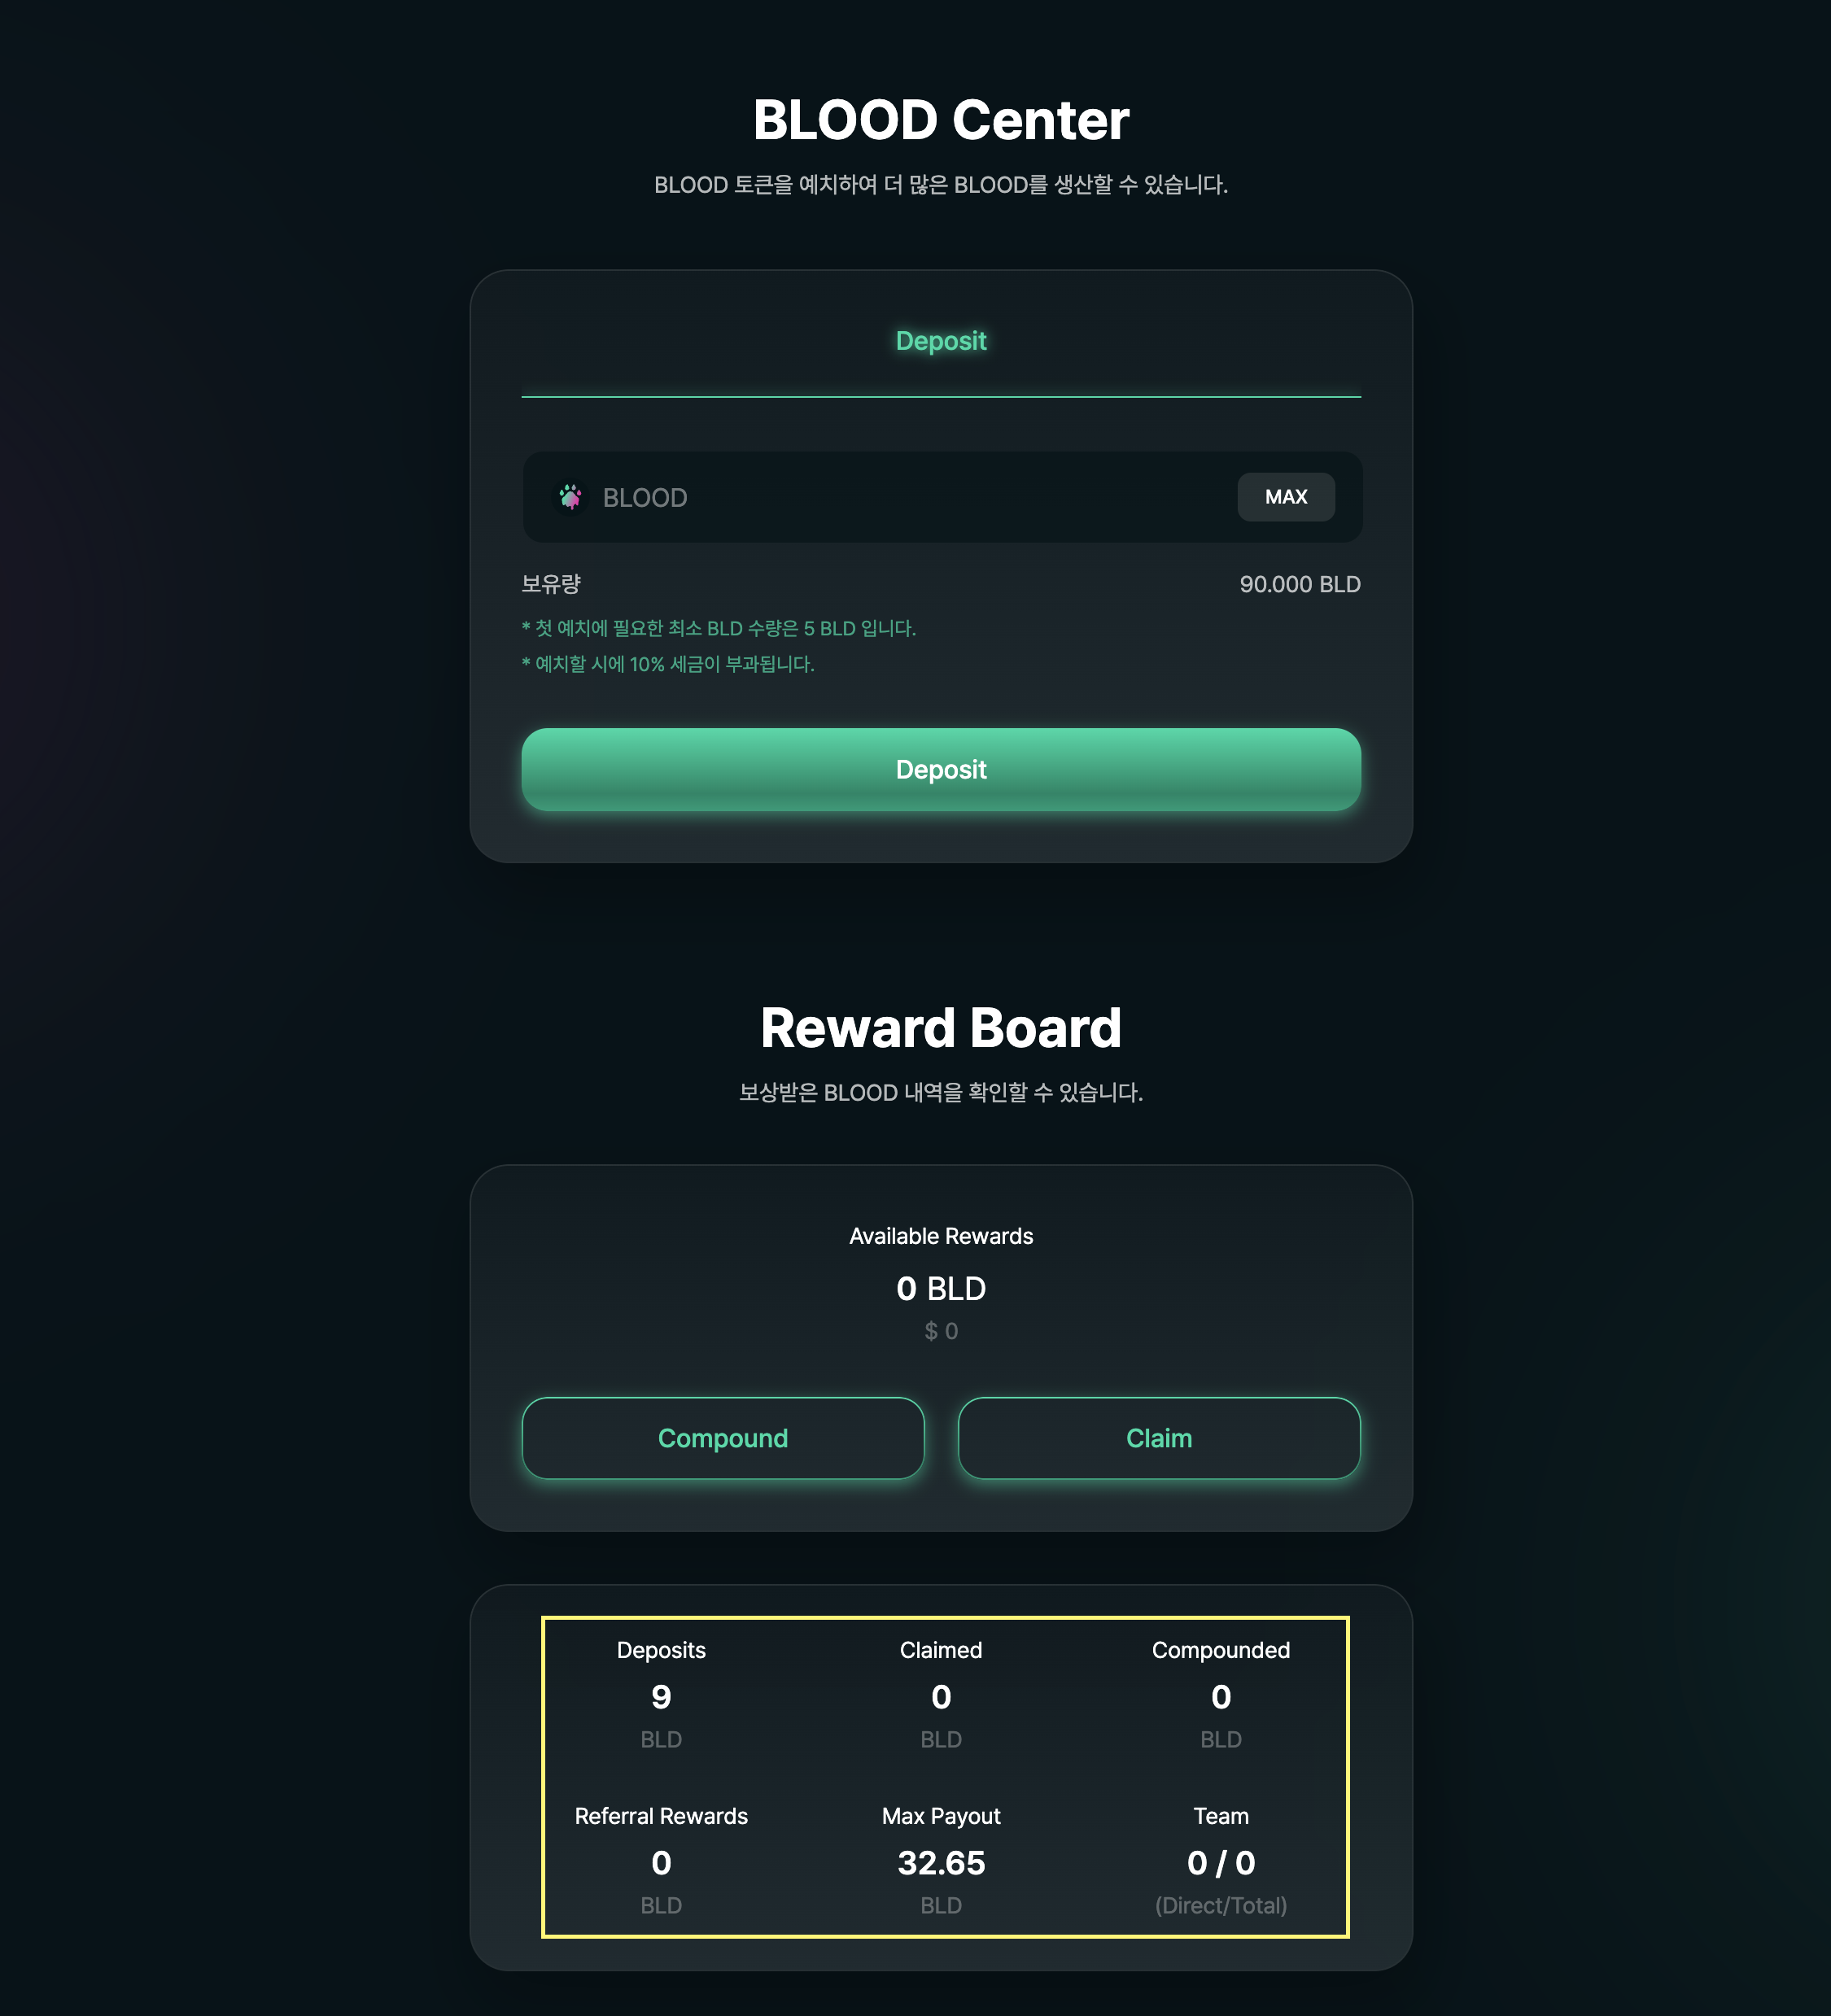 BLOOD Center
BLOOD 토큰을 예치하여 더 많은 BLOOD를 생산할 수 있습니다.
Deposit
BLOOD
MAX
보유량
90.000 BLD
* 첫 예치에 필요한 최소 BLD 수량은 5 BLD 입니다.
* 예치할 시에 10% 세금이 부과됩니다.
Deposit
Reward Board
보상받은 BLOOD 내역을 확인할 수 있습니다.
Available Rewards
0 BLD
$ 0
Compound
Claim
Deposits
9
BLD
Claimed
0
BLD
Compounded
0
BLD
Referral Rewards
0
BLD
Max Payout
32.65
BLD
Team
0 / 0
(Direct/Total)